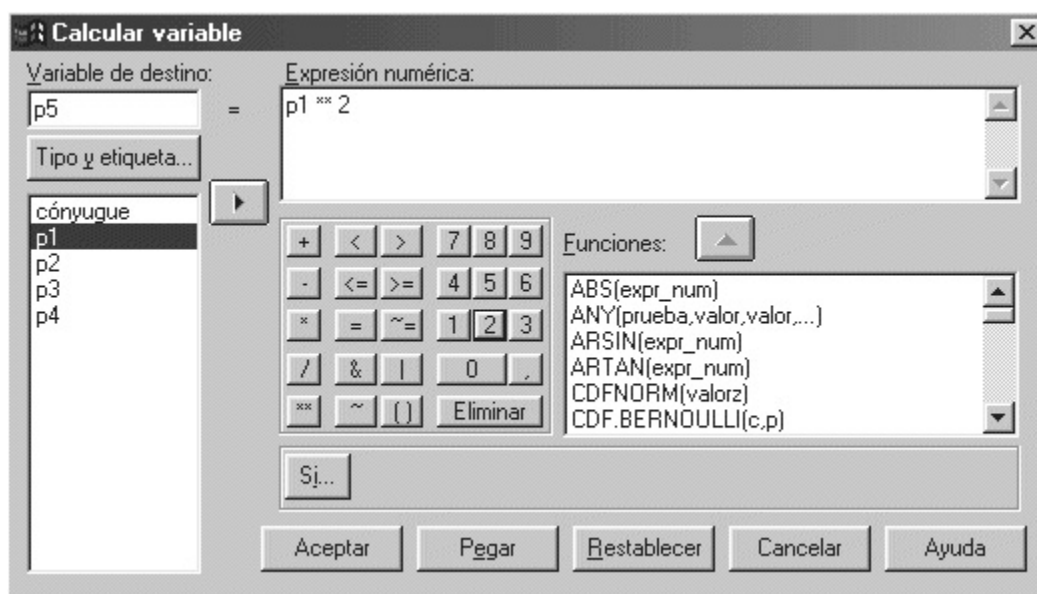 Calcular variable
Variable de destino:
p5
=
Expresión numérica:
p1 ** 2
Tipo y etiqueta...
cónyugue
p1
p2
p3
p4
+ < > 7 8 9
- <= >= 4 5 6
* = ~= 1 2 3
/ & | 0 ,
** ~ () Eliminar
Funciones:
ABS(expr_num)
ANY(prueba,valor,valor,...)
ARSIN(expr_num)
ARTAN(expr_num)
CDFNORM(valorz)
CDF.BERNOULLI(c,p)
Si...
Aceptar Pegar Restablecer Cancelar Ayuda